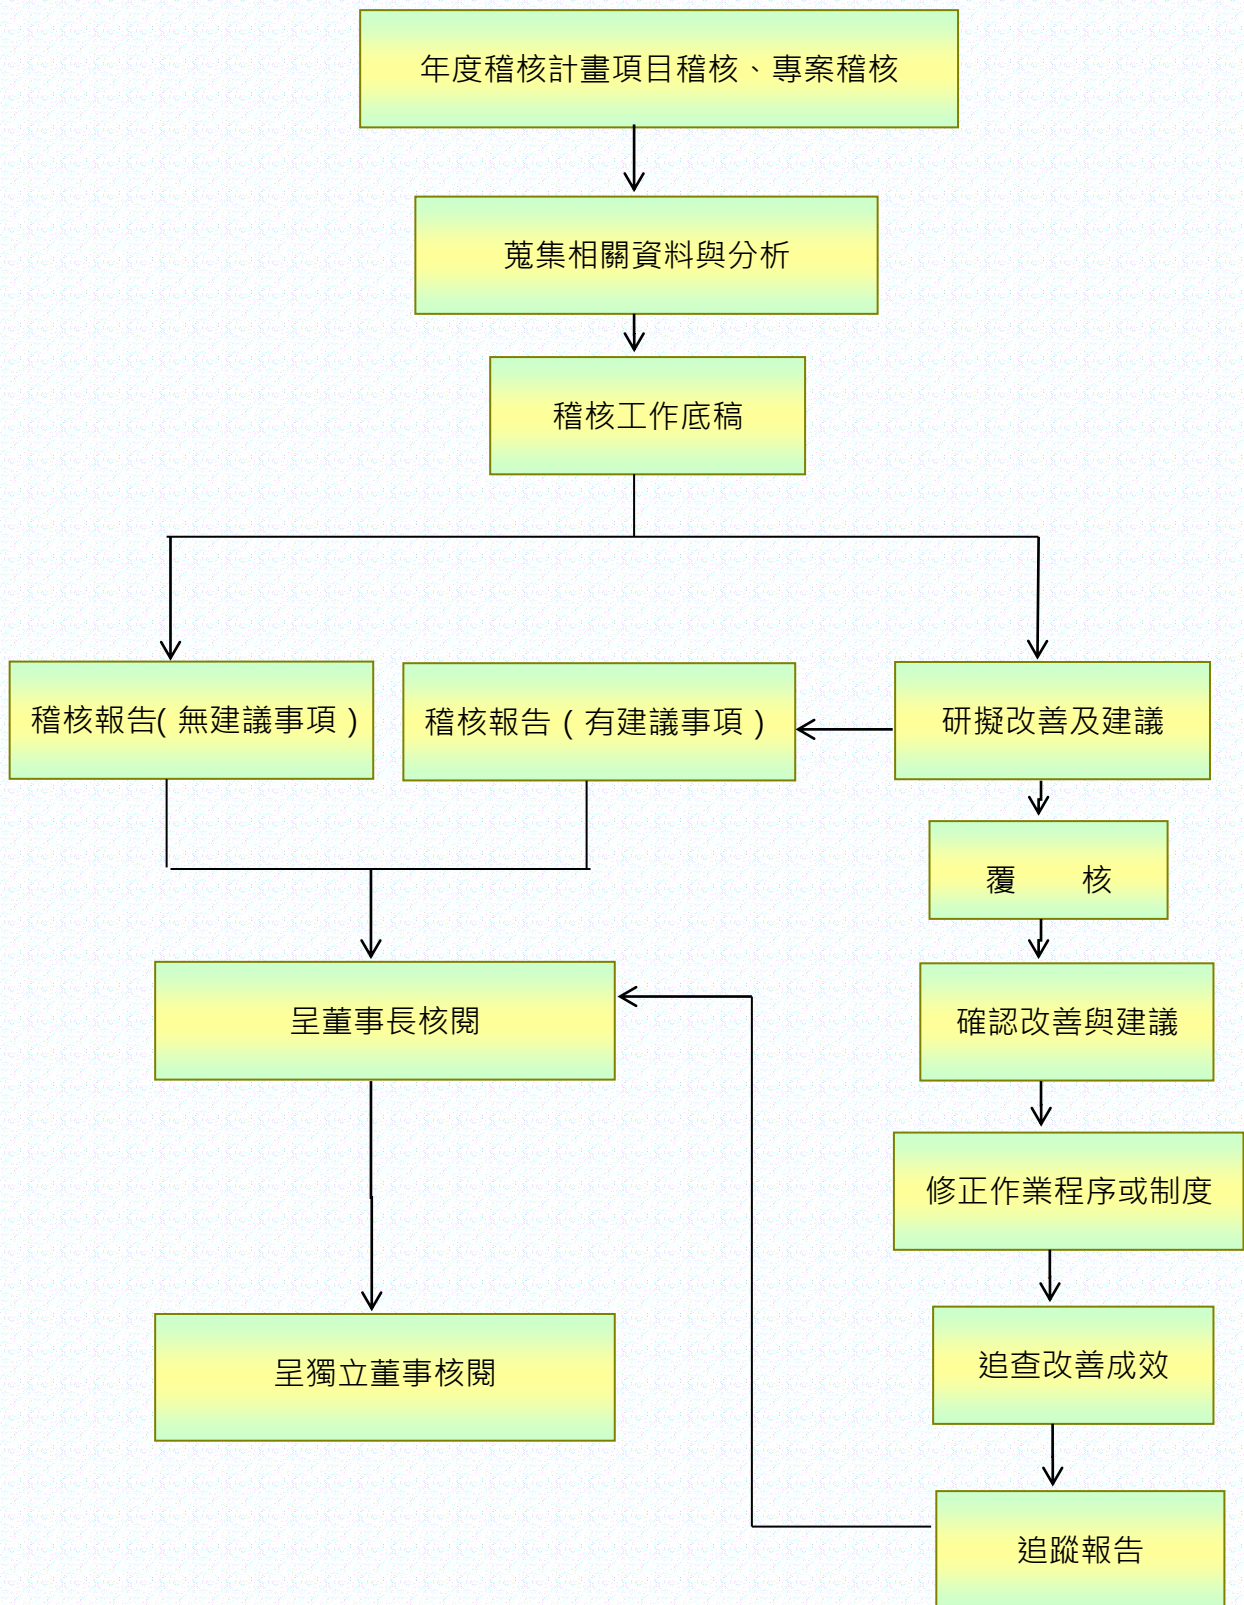 年度稽核計畫項目稽核、專案稽核
蒐集相關資料與分析
稽核工作底稿
稽核報告(無建議事項)
稽核報告(有建議事項)
研擬改善及建議
覆 核
呈董事長核閱
確認改善與建議
修正作業程序或制度
呈獨立董事核閱
追查改善成效
追蹤報告